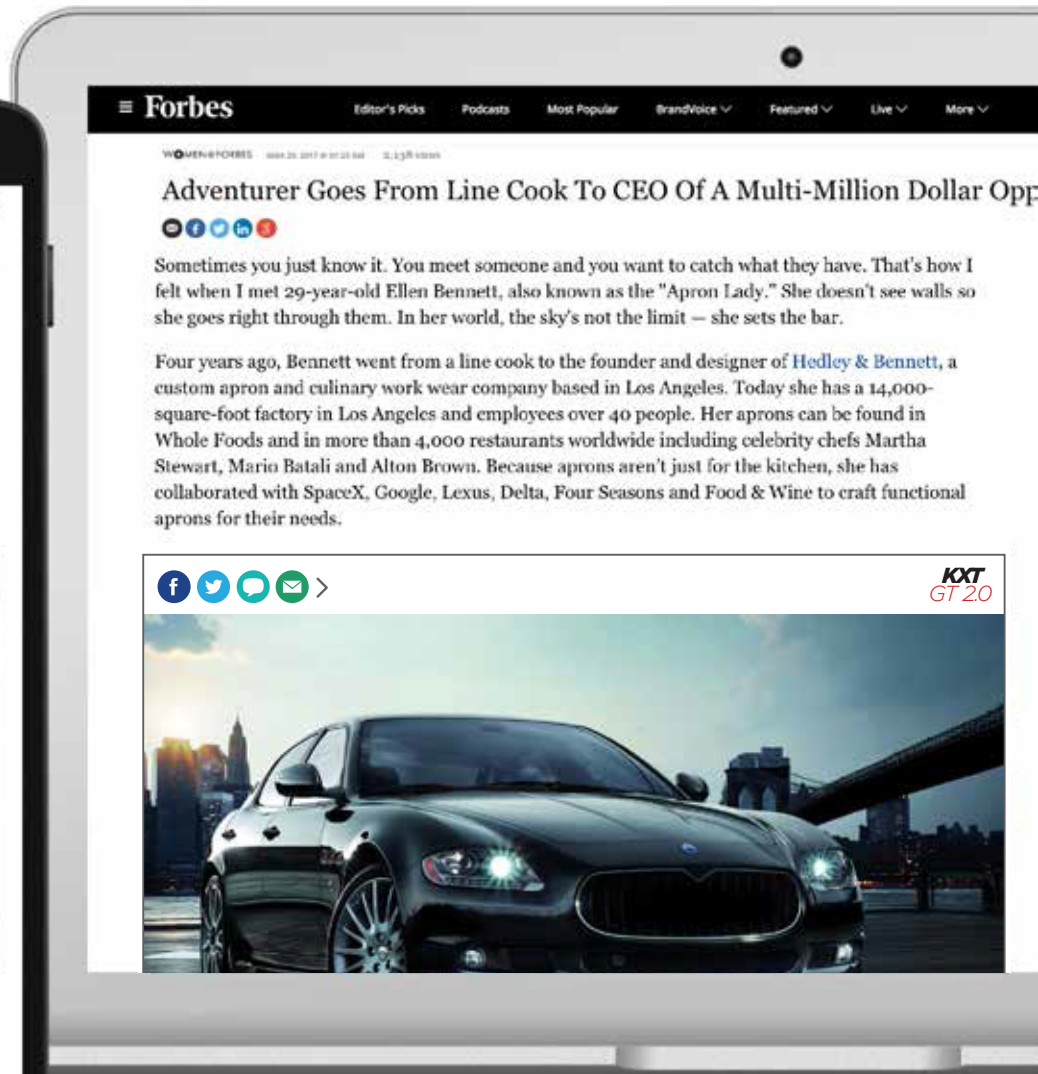 Forbes
Editor's Picks Podcasts Most Popular BrandVoice Featured Live More
WOMEN@FORBES 2,138 views
Adventurer Goes From Line Cook To CEO Of A Multi-Million Dollar Opp
Sometimes you just know it. You meet someone and you want to catch what they have. That's how I
felt when I met 29-year-old Ellen Bennett, also known as the "Apron Lady." She doesn't see walls so
she goes right through them. In her world, the sky's not the limit — she sets the bar.
Four years ago, Bennett went from a line cook to the founder and designer of Hedley & Bennett, a
custom apron and culinary work wear company based in Los Angeles. Today she has a 14,000-
square-foot factory in Los Angeles and employees over 40 people. Her aprons can be found in
Whole Foods and in more than 4,000 restaurants worldwide including celebrity chefs Martha
Stewart, Mario Batali and Alton Brown. Because aprons aren't just for the kitchen, she has
collaborated with SpaceX, Google, Lexus, Delta, Four Seasons and Food & Wine to craft functional
aprons for their needs.
KXT
GT 2.0